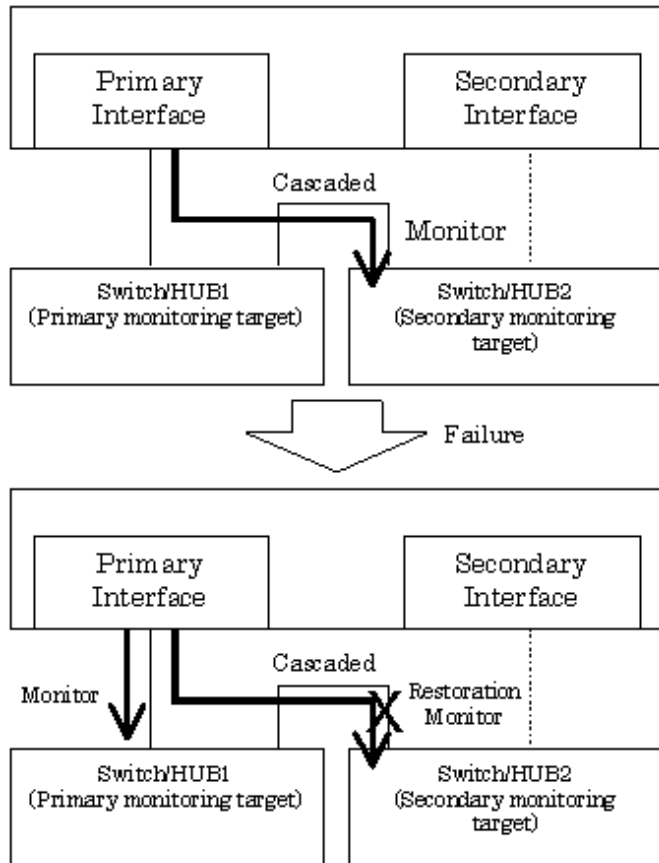 Primary
Interface
Secondary
Interface
Cascaded
Monitor
Switch/HUB1
(Primary monitoring target)
Switch/HUB2
(Secondary monitoring
target)
Failure
Primary
Interface
Secondary
Interface
Cascaded
Monitor
Restoration
Monitor
Switch/HUB1
(Primary monitoring target)
Switch/HUB2
(Secondary monitoring
target)